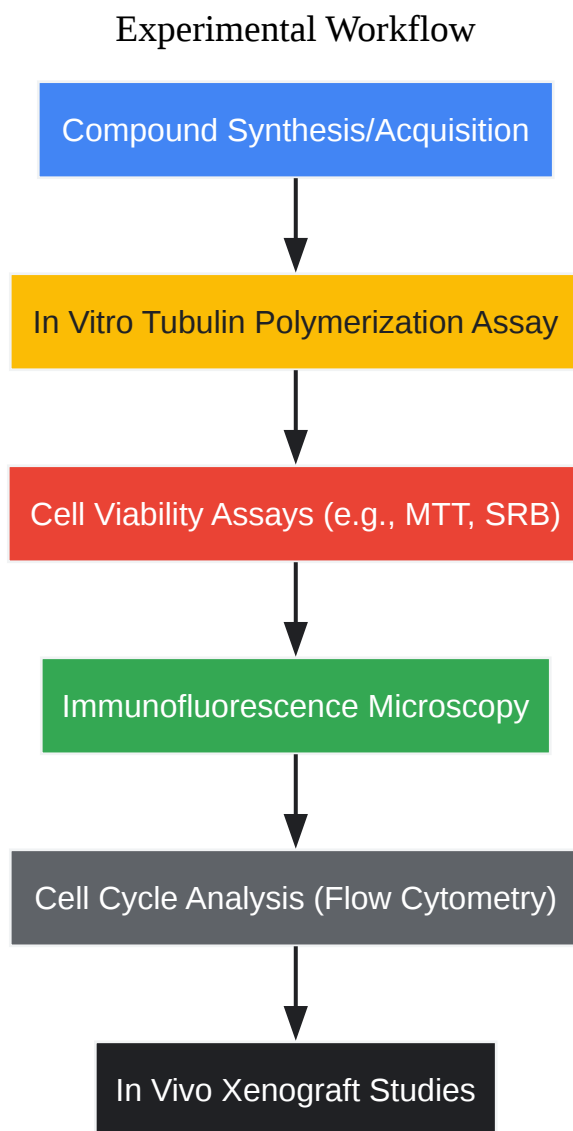 Experimental Workflow
Compound Synthesis/Acquisition
In Vitro Tubulin Polymerization Assay
Cell Viability Assays (e.g., MTT, SRB)
Immunofluorescence Microscopy
Cell Cycle Analysis (Flow Cytometry)
In Vivo Xenograft Studies